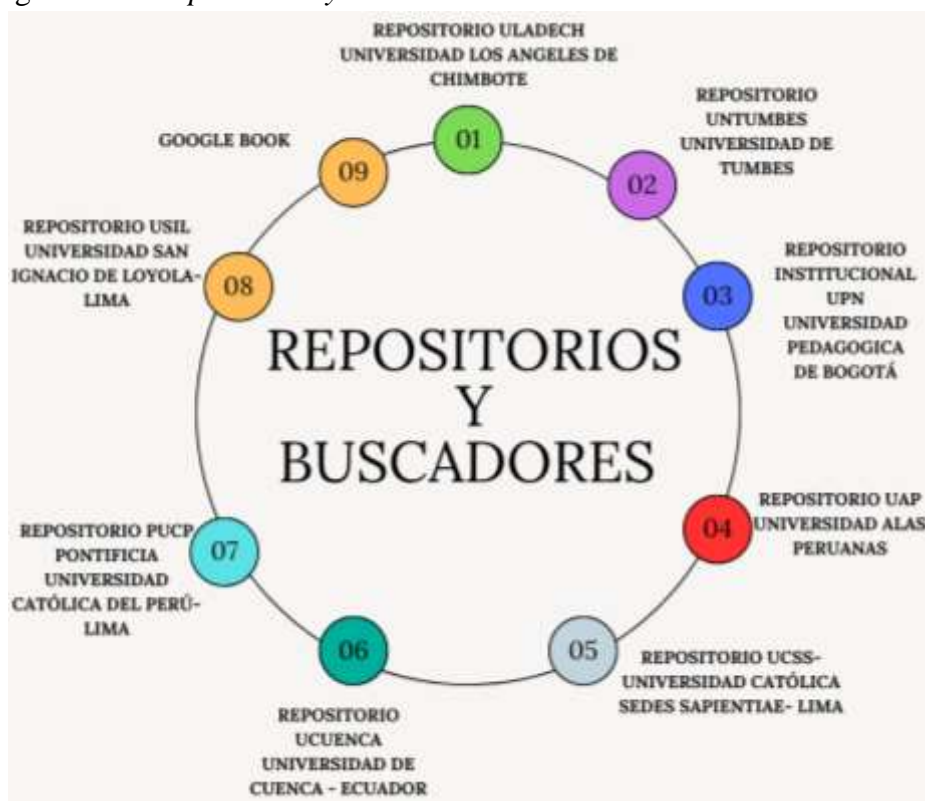 REPOSITORIO ULADECH
UNIVERSIDAD LOS ANGELES DE
CHIMBOTE
01
REPOSITORIO
UNTUMBES
UNIVERSIDAD DE
TUMBES
02
REPOSITORIO
INSTITUCIONAL
UPN
UNIVERSIDAD
PEDAGOGICA
DE BOGOTÁ
03
REPOSITORIO UAP
UNIVERSIDAD ALAS
PERUANAS
04
REPOSITORIO UCSS-
UNIVERSIDAD CATÓLICA
SEDES SAPIENTIAE- LIMA
05
REPOSITORIO
UCUENCA
UNIVERSIDAD DE
CUENCA - ECUADOR
06
REPOSITORIO PUCP
PONTIFICIA
UNIVERSIDAD
CATÓLICA DEL PERÚ-
LIMA
07
REPOSITORIO USIL
UNIVERSIDAD SAN
IGNACIO DE LOYOLA-
LIMA
08
GOOGLE BOOK
09
REPOSITORIOS
Y
BUSCADORES